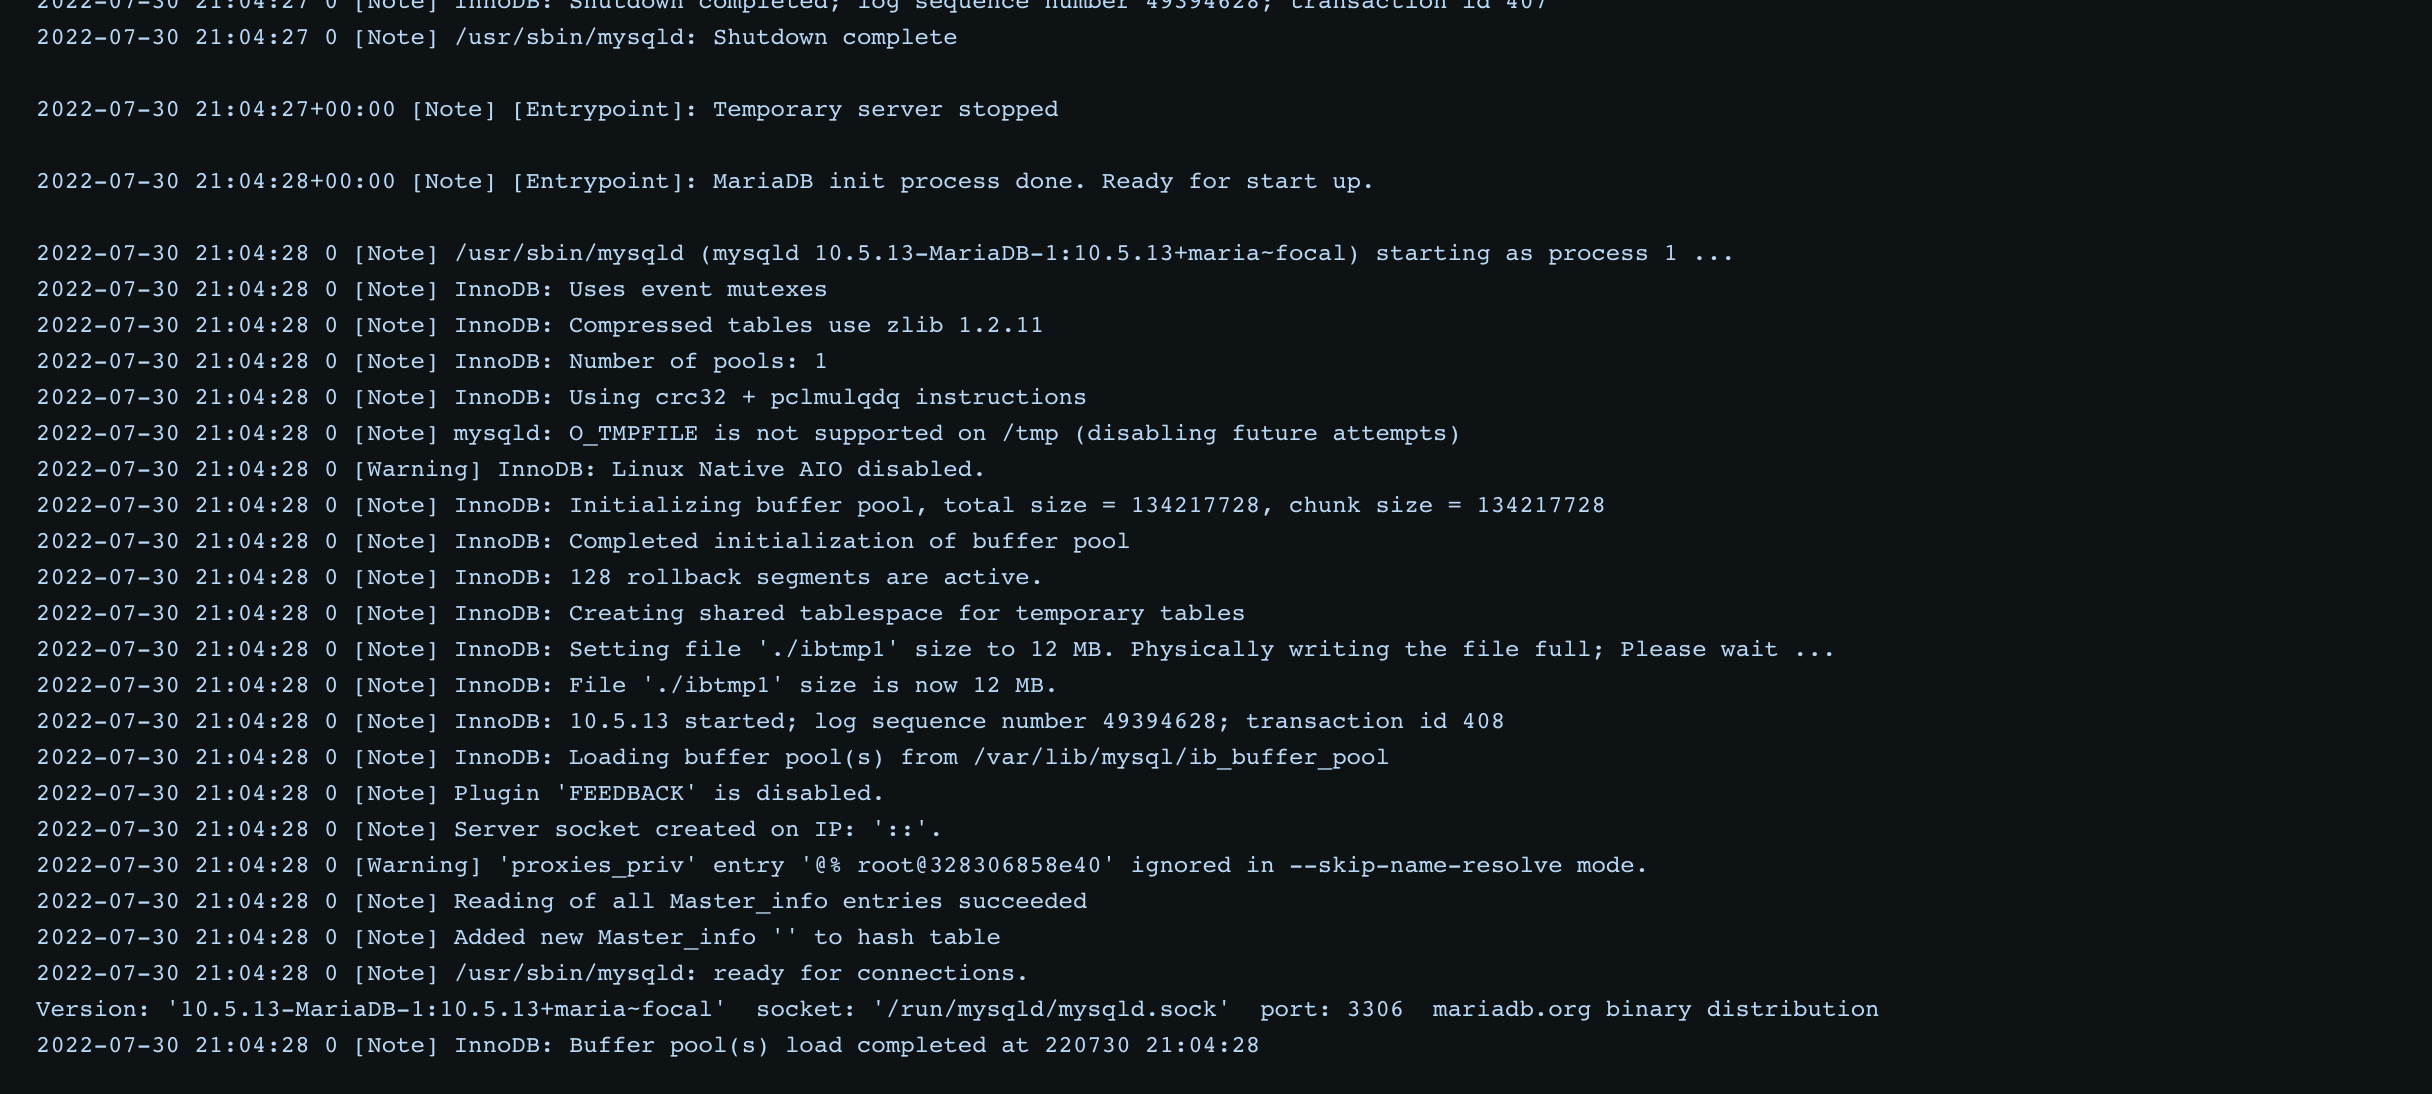 2022-07-30 21:04:27 0 [Note] InnoDB: Shutdown completed; log sequence number 49394628; transaction id 407
2022-07-30 21:04:27 0 [Note] /usr/sbin/mysqld: Shutdown complete
2022-07-30 21:04:27+00:00 [Note] [Entrypoint]: Temporary server stopped
2022-07-30 21:04:28+00:00 [Note] [Entrypoint]: MariaDB init process done. Ready for start up.
2022-07-30 21:04:28 0 [Note] /usr/sbin/mysqld (mysqld 10.5.13-MariaDB-1:10.5.13+maria~focal) starting as process 1 ...
2022-07-30 21:04:28 0 [Note] InnoDB: Uses event mutexes
2022-07-30 21:04:28 0 [Note] InnoDB: Compressed tables use zlib 1.2.11
2022-07-30 21:04:28 0 [Note] InnoDB: Number of pools: 1
2022-07-30 21:04:28 0 [Note] InnoDB: Using crc32 + pclmulqdq instructions
2022-07-30 21:04:28 0 [Note] mysqld: O_TMPFILE is not supported on /tmp (disabling future attempts)
2022-07-30 21:04:28 0 [Warning] InnoDB: Linux Native AIO disabled.
2022-07-30 21:04:28 0 [Note] InnoDB: Initializing buffer pool, total size = 134217728, chunk size = 134217728
2022-07-30 21:04:28 0 [Note] InnoDB: Completed initialization of buffer pool
2022-07-30 21:04:28 0 [Note] InnoDB: 128 rollback segments are active.
2022-07-30 21:04:28 0 [Note] InnoDB: Creating shared tablespace for temporary tables
2022-07-30 21:04:28 0 [Note] InnoDB: Setting file './ibtmp1' size to 12 MB. Physically writing the file full; Please wait ...
2022-07-30 21:04:28 0 [Note] InnoDB: File './ibtmp1' size is now 12 MB.
2022-07-30 21:04:28 0 [Note] InnoDB: 10.5.13 started; log sequence number 49394628; transaction id 408
2022-07-30 21:04:28 0 [Note] InnoDB: Loading buffer pool(s) from /var/lib/mysql/ib_buffer_pool
2022-07-30 21:04:28 0 [Note] Plugin 'FEEDBACK' is disabled.
2022-07-30 21:04:28 0 [Note] Server socket created on IP: '::'.
2022-07-30 21:04:28 0 [Warning] 'proxies_priv' entry '@% root@328306858e40' ignored in --skip-name-resolve mode.
2022-07-30 21:04:28 0 [Note] Reading of all Master_info entries succeeded
2022-07-30 21:04:28 0 [Note] Added new Master_info '' to hash table
2022-07-30 21:04:28 0 [Note] /usr/sbin/mysqld: ready for connections.
Version: '10.5.13-MariaDB-1:10.5.13+maria~focal'  socket: '/run/mysqld/mysqld.sock'  port: 3306  mariadb.org binary distribution
2022-07-30 21:04:28 0 [Note] InnoDB: Buffer pool(s) load completed at 220730 21:04:28